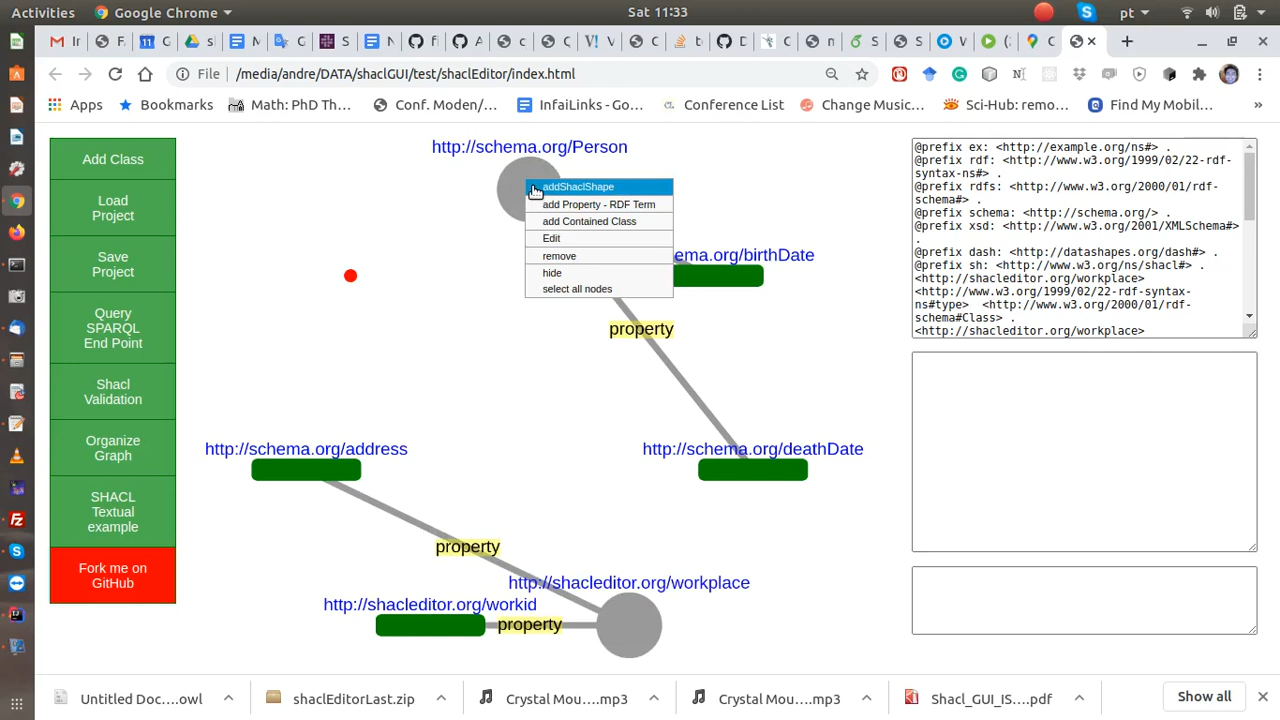 Activities
Google Chrome
Sat 11:33
pt
File
/media/andre/DATA/shaclGUI/test/shaclEditor/index.html
Apps
Bookmarks
Math: PhD Th...
Conf. Moden/...
InfaiLinks - Go...
Conference List
Change Music...
Sci-Hub: remo...
Find My Mobil...
»
Add Class
Load
Project
Save
Project
Query
SPARQL
End Point
Shacl
Validation
Organize
Graph
SHACL
Textual
example
Fork me on
GitHub
http://schema.org/Person
addShaclShape
add Property - RDF Term
add Contained Class
Edit
remove
hide
select all nodes
ema.org/birthDate
property
http://schema.org/address
http://schema.org/deathDate
property
http://shacleditor.org/workplace
http://shacleditor.org/workid
property
@prefix ex: <http://example.org/ns#> .
@prefix rdf: <http://www.w3.org/1999/02/22-rdf-
syntax-ns#> .
@prefix rdfs: <http://www.w3.org/2000/01/rdf-
schema#> .
@prefix schema: <http://schema.org/> .
@prefix xsd: <http://www.w3.org/2001/XMLSchema#>
.
@prefix dash: <http://datashapes.org/dash#> .
@prefix sh: <http://www.w3.org/ns/shacl#> .
<http://shacleditor.org/workplace>
<http://www.w3.org/1999/02/22-rdf-syntax-
ns#type>  <http://www.w3.org/2000/01/rdf-
schema#Class> .
<http://shacleditor.org/workplace>
Untitled Doc....owl
shaclEditorLast.zip
Crystal Mou....mp3
Crystal Mou....mp3
Shacl_GUI_IS....pdf
Show all